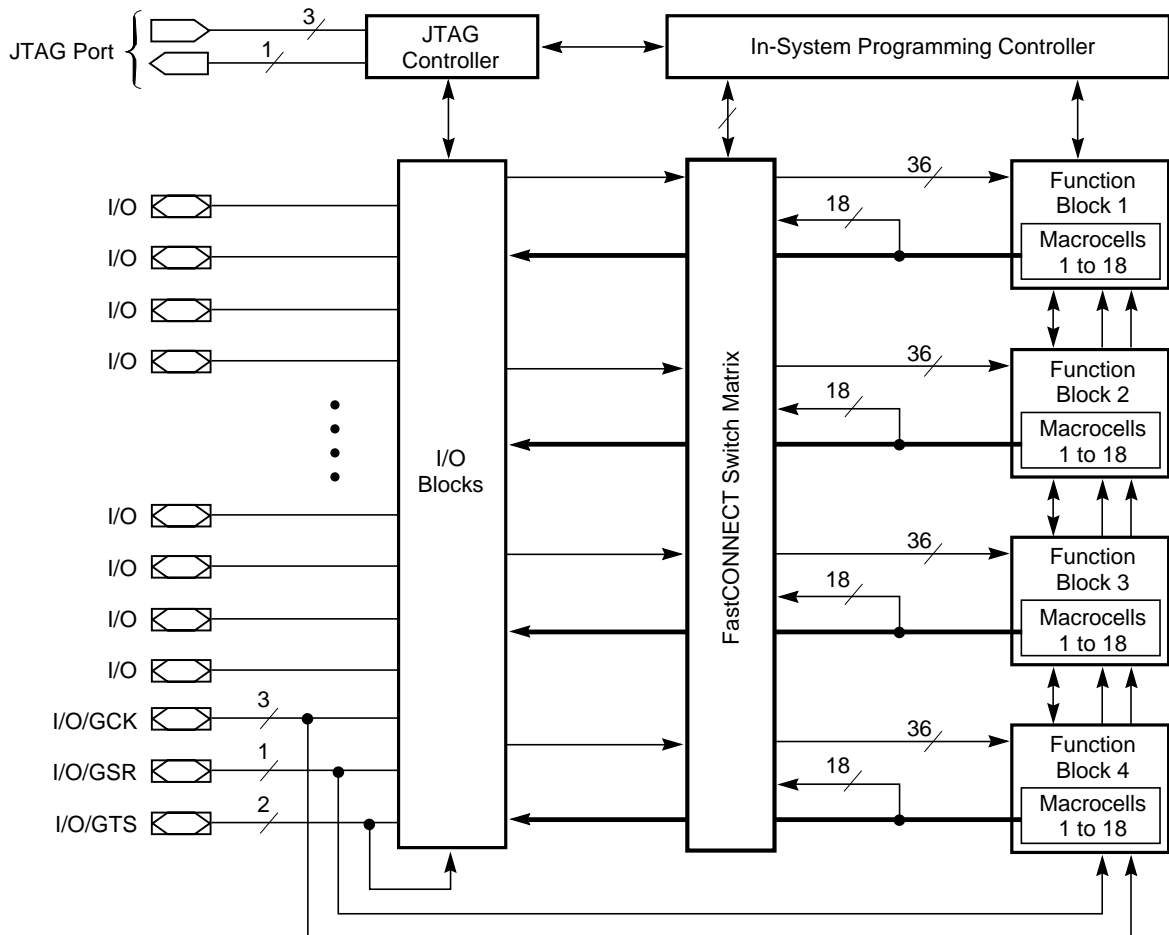 JTAG Port
3
1
JTAG
Controller
In-System Programming Controller
I/O
I/O
I/O
I/O
I/O
I/O
I/O
I/O
I/O/GCK
3
I/O/GSR
1
I/O/GTS
2
I/O
Blocks
FastCONNECT Switch Matrix
36
18
Function
Block 1
Macrocells
1 to 18
36
18
Function
Block 2
Macrocells
1 to 18
36
18
Function
Block 3
Macrocells
1 to 18
36
18
Function
Block 4
Macrocells
1 to 18